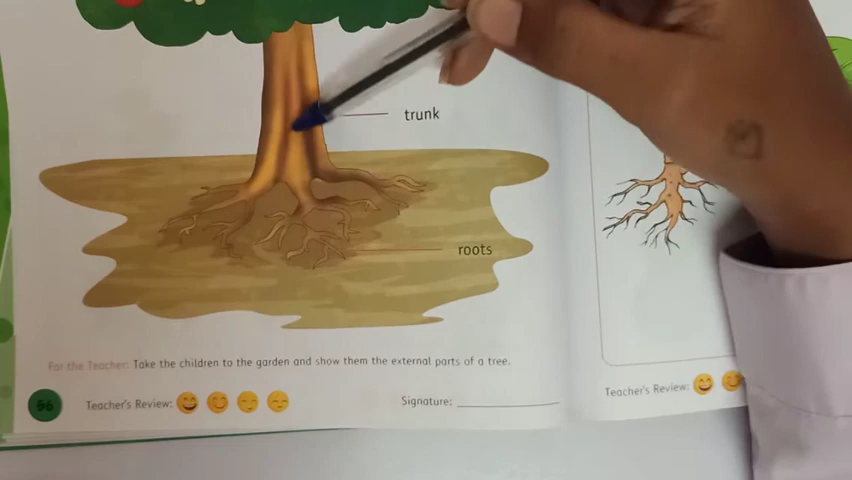 trunk
roots
For the Teacher: Take the children to the garden and show them the external parts of a tree.
96
Teacher's Review:
Signature:
Teacher's Review: